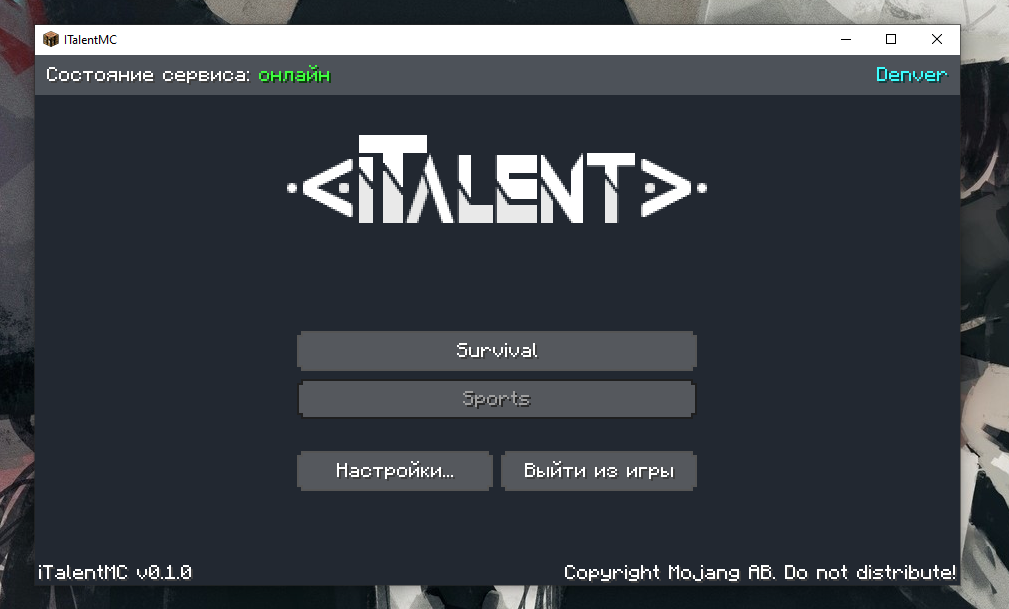 ITalentMC
Состояние сервиса: онлайн
Denver
<iTALENT>
Survival
Sports
Настройки...
Выйти из игры
iTalentMC v0.1.0
Copyright Mojang AB. Do not distribute!